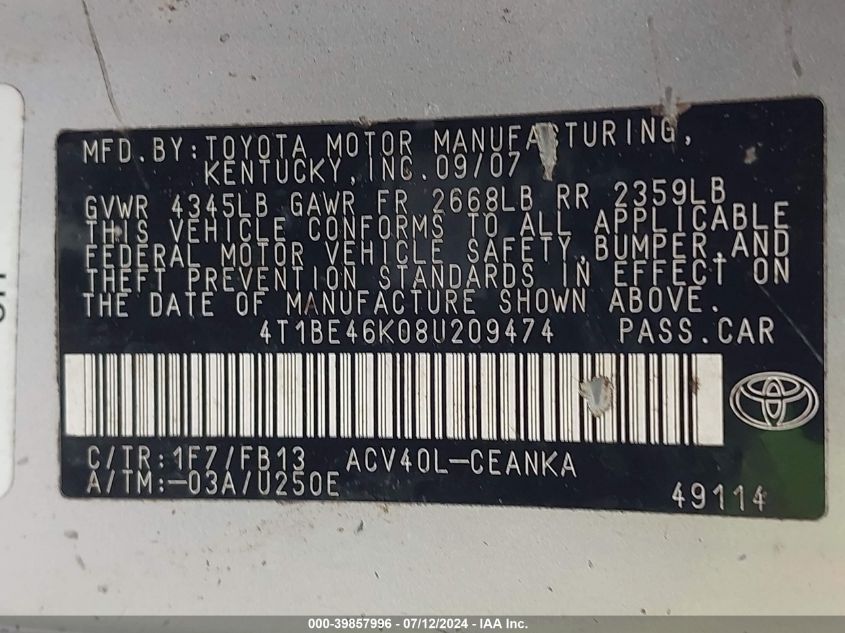 MFD.BY:TOYOTA MOTOR MANUFACTURING,
KENTUCKY,INC.09/07
GVWR 4345LB GAWR FR 2668LB RR 2359LB
THIS VEHICLE CONFORMS TO ALL APPLICABLE
FEDERAL MOTOR VEHICLE SAFETY,BUMPER,AND
THEFT PREVENTION STANDARDS IN EFFECT ON
THE DATE OF MANUFACTURE SHOWN ABOVE.
4T1BE46K08U209474 PASS.CAR
C/TR:1F7/FB13 ACV40L-CEANKA
A/TM:-03A/U250E
49114
000-39857996 - 07/12/2024 - IAA Inc.